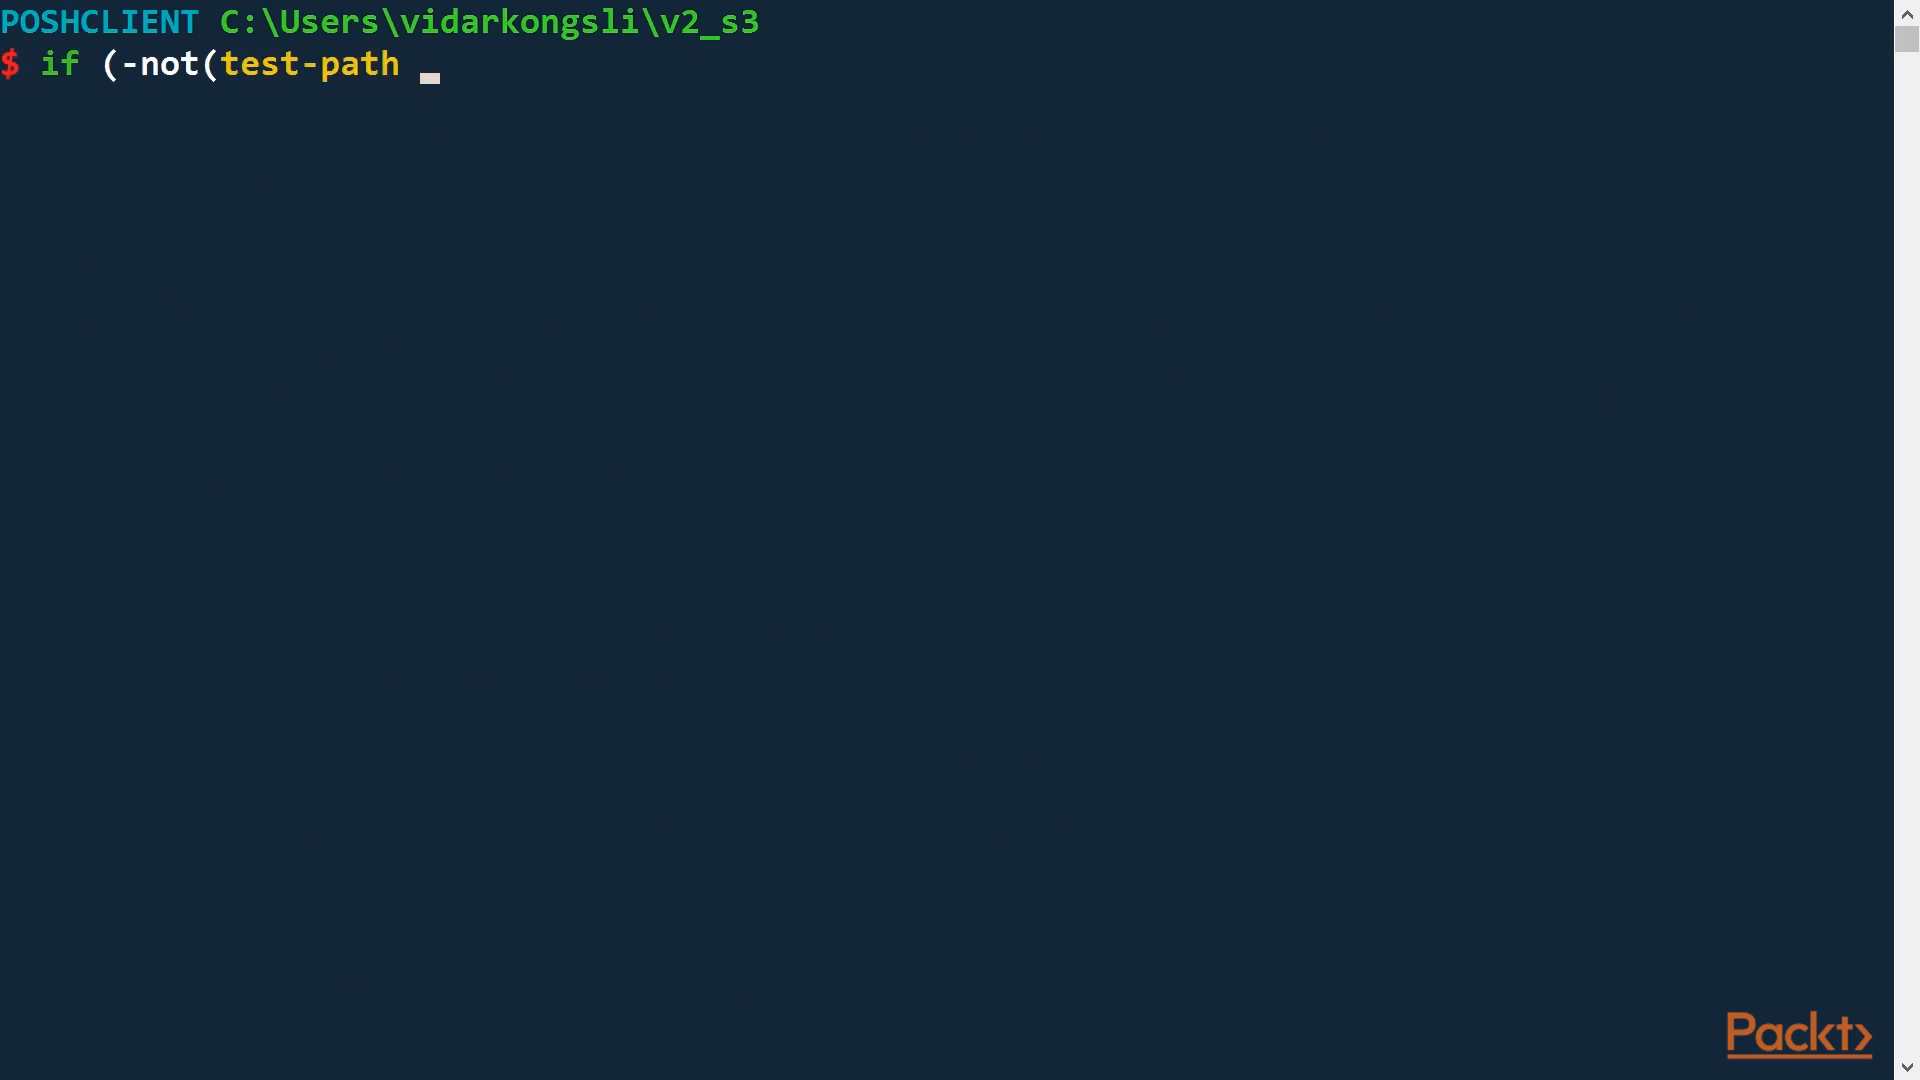 POSHCLIENT C:\Users\vidarkongsli\v2_s3
$ if (-not(test-path _
Packt>